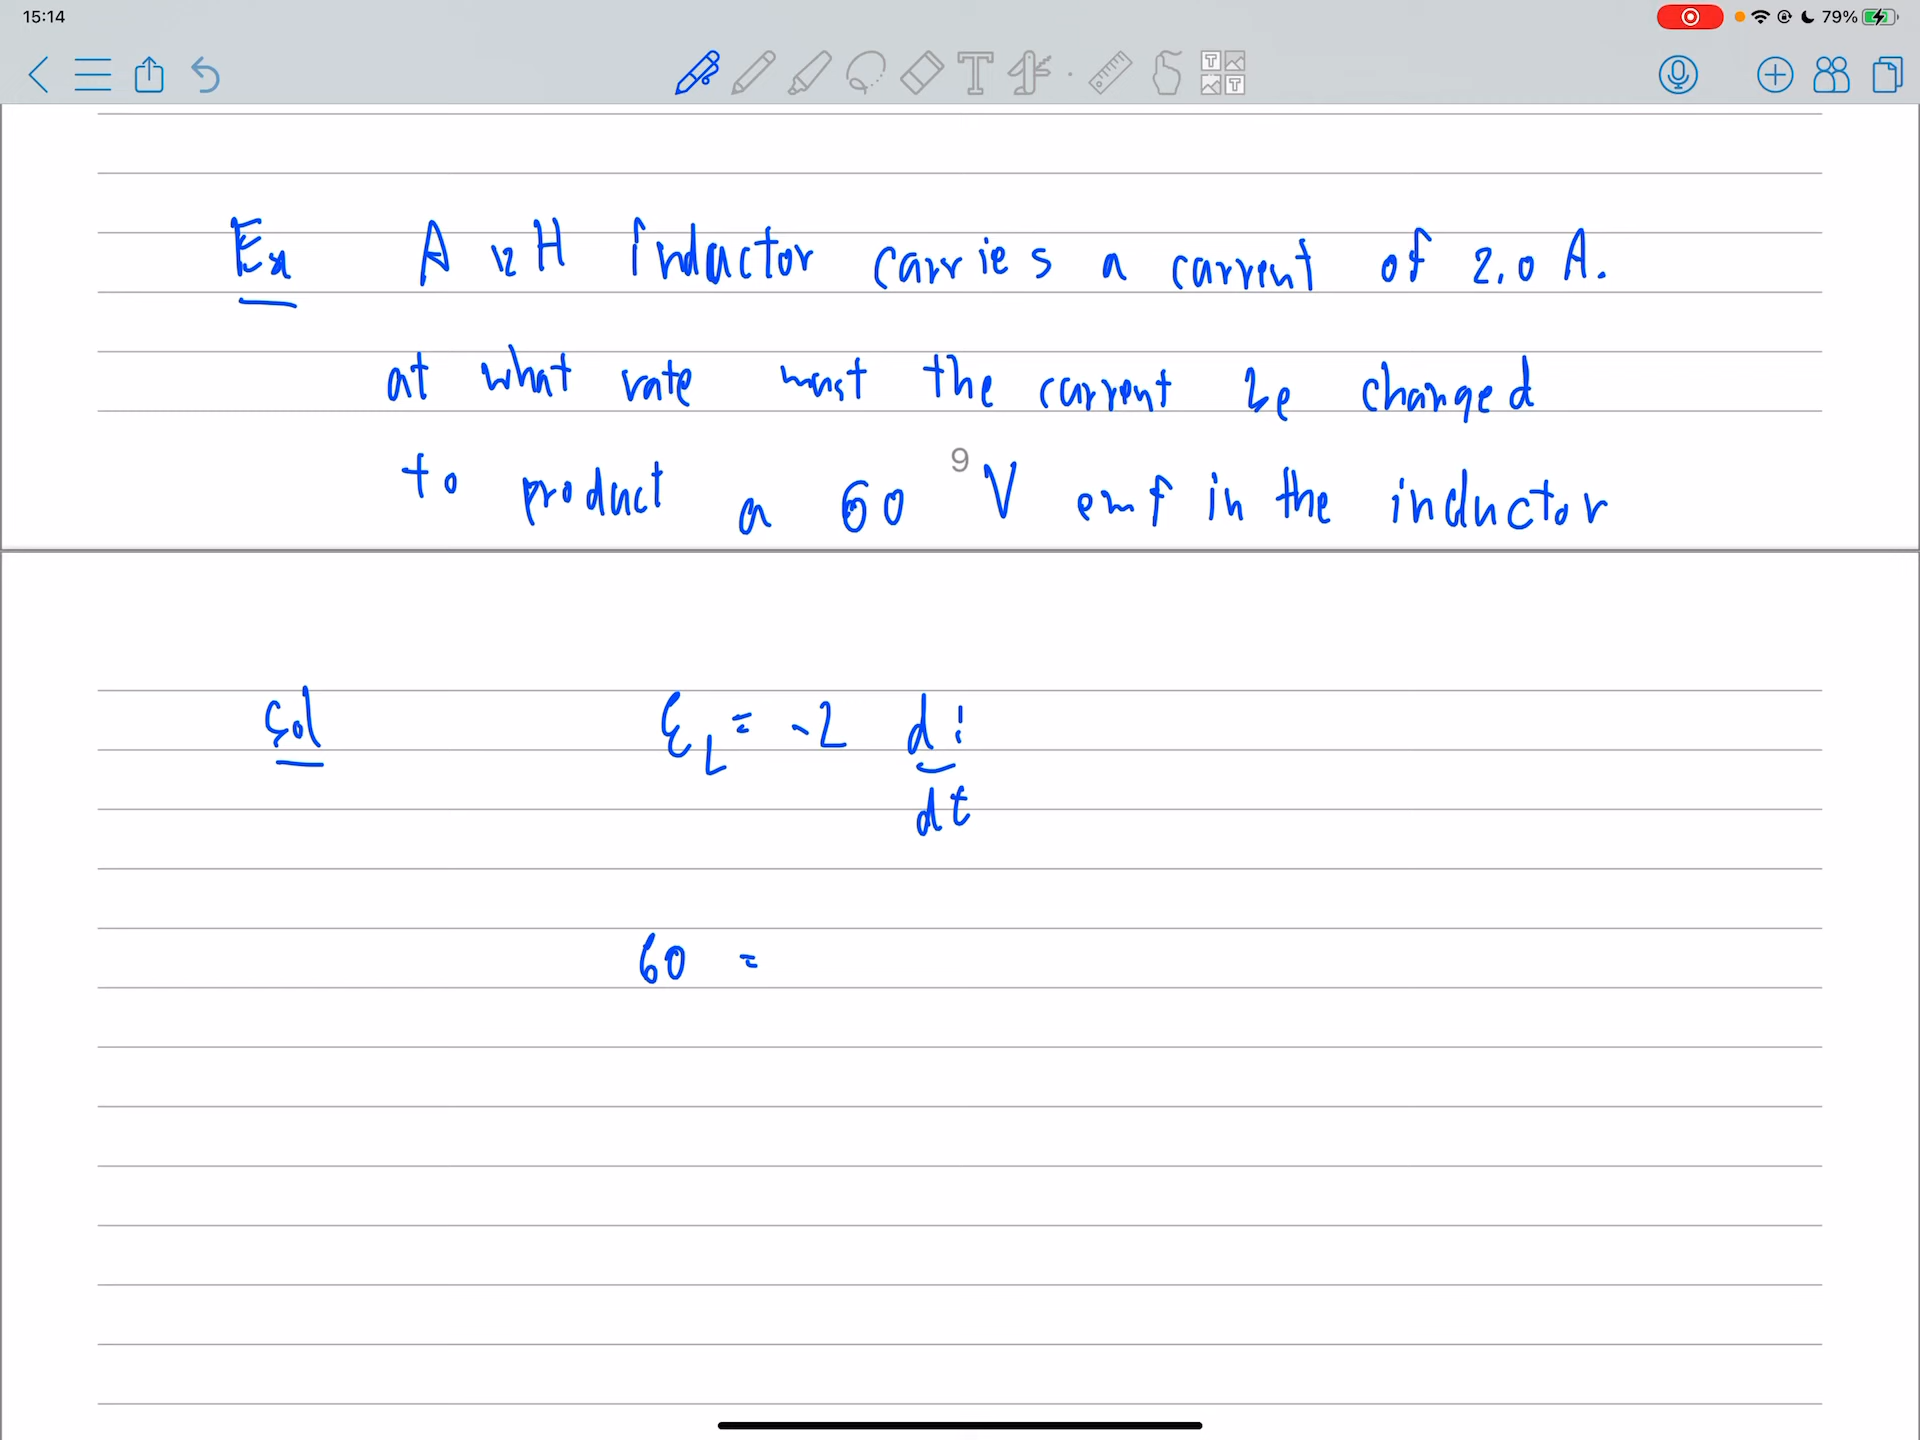 15:14
79%
Ex A 12 H inductor carries a current of 2.0 A.
at what rate must the current be changed
9
to product a 60 V emf in the inductor
Sol ε_L = -L di
dt
60 =